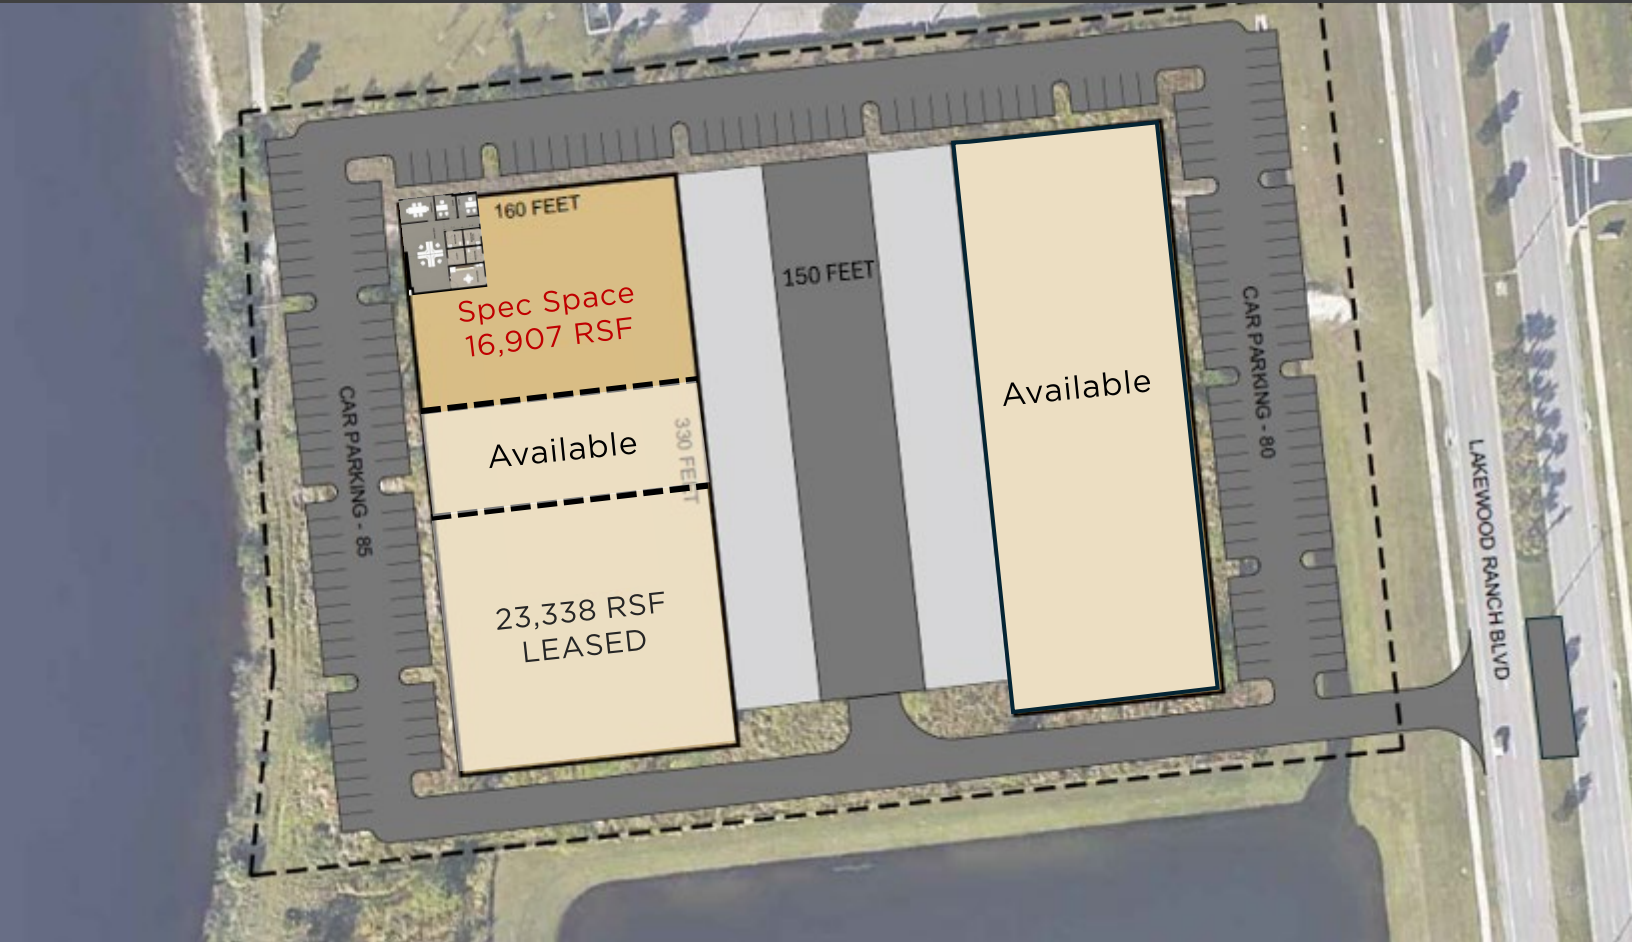 160 FEET
Spec Space
16,907 RSF
Available
330 FEET
23,338 RSF
LEASED
150 FEET
Available
CAR PARKING - 85
CAR PARKING - 80
LAKEWOOD RANCH BLVD